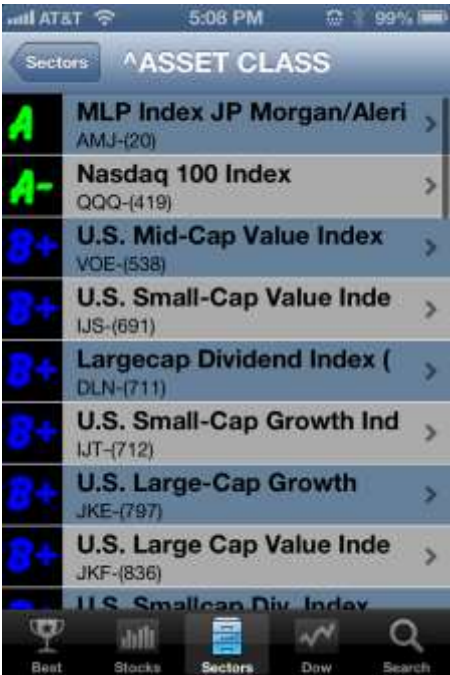 AT&T 5:08 PM 99%
Sectors ^ASSET CLASS
A MLP Index JP Morgan/Aleri
AMJ-(20)
A- Nasdaq 100 Index
QQQ-(419)
B+ U.S. Mid-Cap Value Index
VOE-(538)
B+ U.S. Small-Cap Value Inde
IJS-(691)
B+ Largecap Dividend Index (
DLN-(711)
B+ U.S. Small-Cap Growth Ind
IJT-(712)
B+ U.S. Large-Cap Growth
JKE-(797)
B+ U.S. Large Cap Value Inde
JKF-(836)
U.S. Smallcap Div. Index
Best Stocks Sectors Dow Search